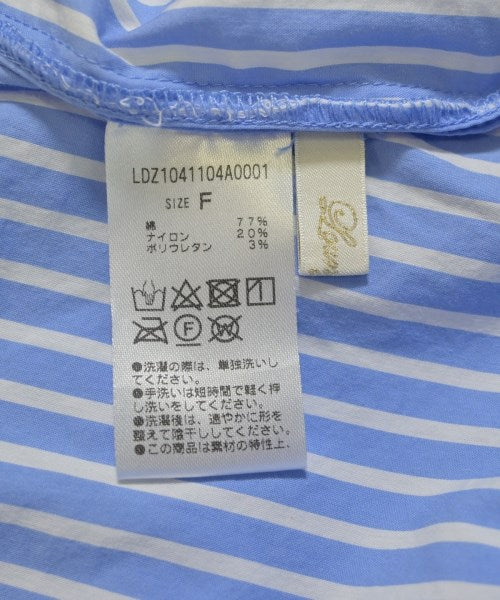 LDZ1041104A0001
SIZE F
綿 77%
ナイロン 20%
ポリウレタン 3%
F
W
●洗濯の際は、単独洗いし
てください。
●手洗いは短時間で軽く押
し洗いをしてください。
●洗濯後は、速やかに形を
整えて陰干ししてください。
●この商品は素材の特性上、